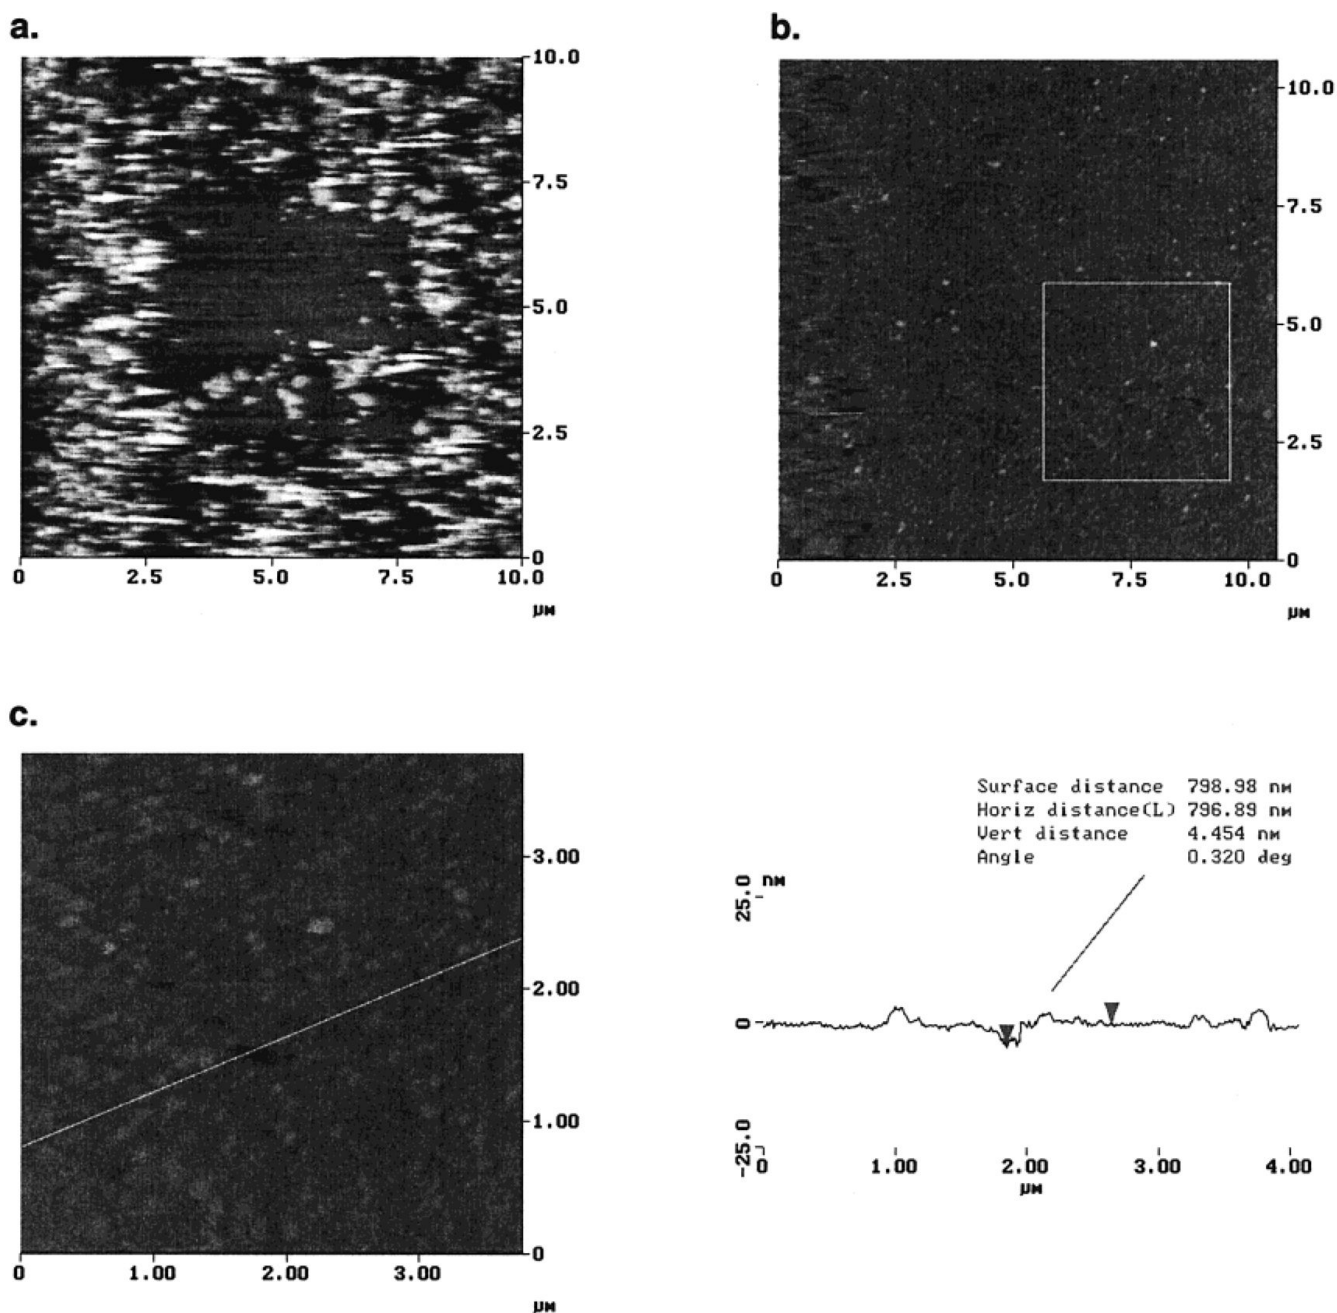 a.
10.0
7.5
5.0
2.5
0
0 2.5 5.0 7.5 10.0
µM
b.
10.0
7.5
5.0
2.5
0
0 2.5 5.0 7.5 10.0
µM
c.
3.00
2.00
1.00
0
0 1.00 2.00 3.00
µM
Surface distance 798.98 nM
Horiz distance(L) 796.89 nM
Vert distance 4.454 nM
Angle 0.320 deg
25.0 nM
0
-25.0
0 1.00 2.00 3.00 4.00
µM